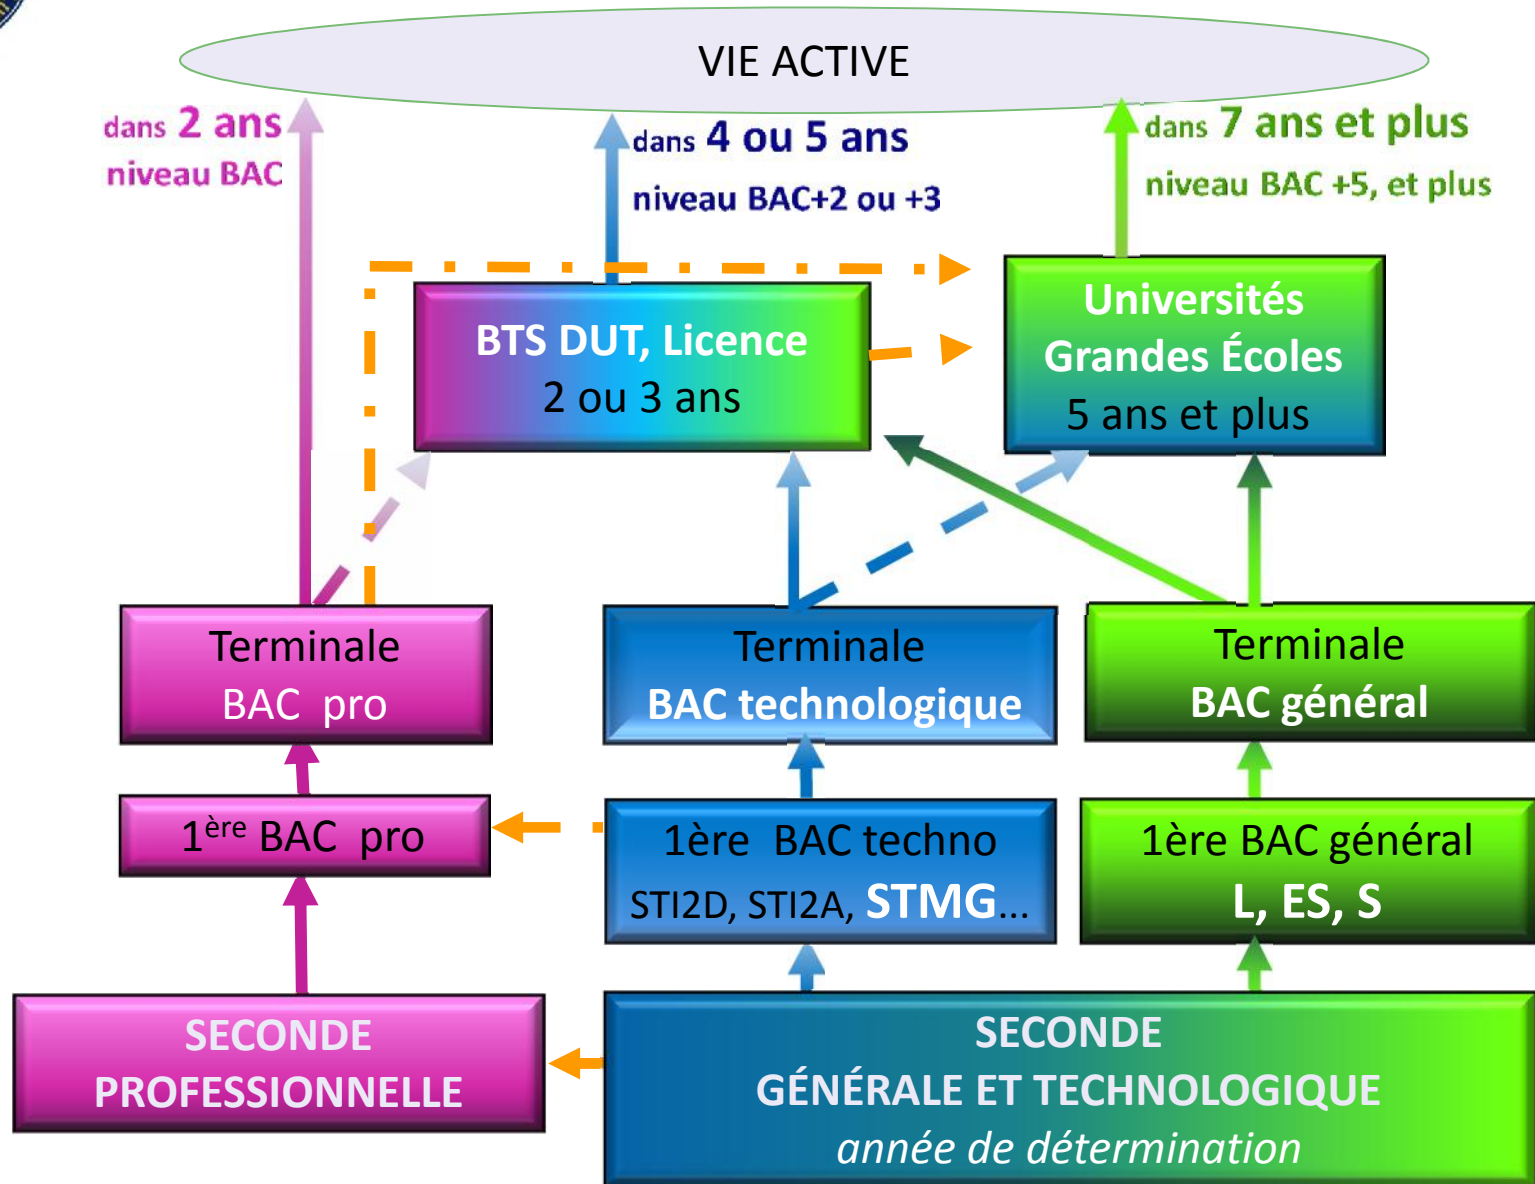 VIE ACTIVE
dans 2 ans
niveau BAC
dans 4 ou 5 ans
niveau BAC+2 ou +3
dans 7 ans et plus
niveau BAC +5, et plus
BTS DUT, Licence
2 ou 3 ans
Universités
Grandes Écoles
5 ans et plus
Terminale
BAC pro
Terminale
BAC technologique
Terminale
BAC général
1ère BAC pro
1ère BAC techno
STI2D, STI2A, STMG...
1ère BAC général
L, ES, S
SECONDE
PROFESSIONNELLE
SECONDE
GÉNÉRALE ET TECHNOLOGIQUE
année de détermination